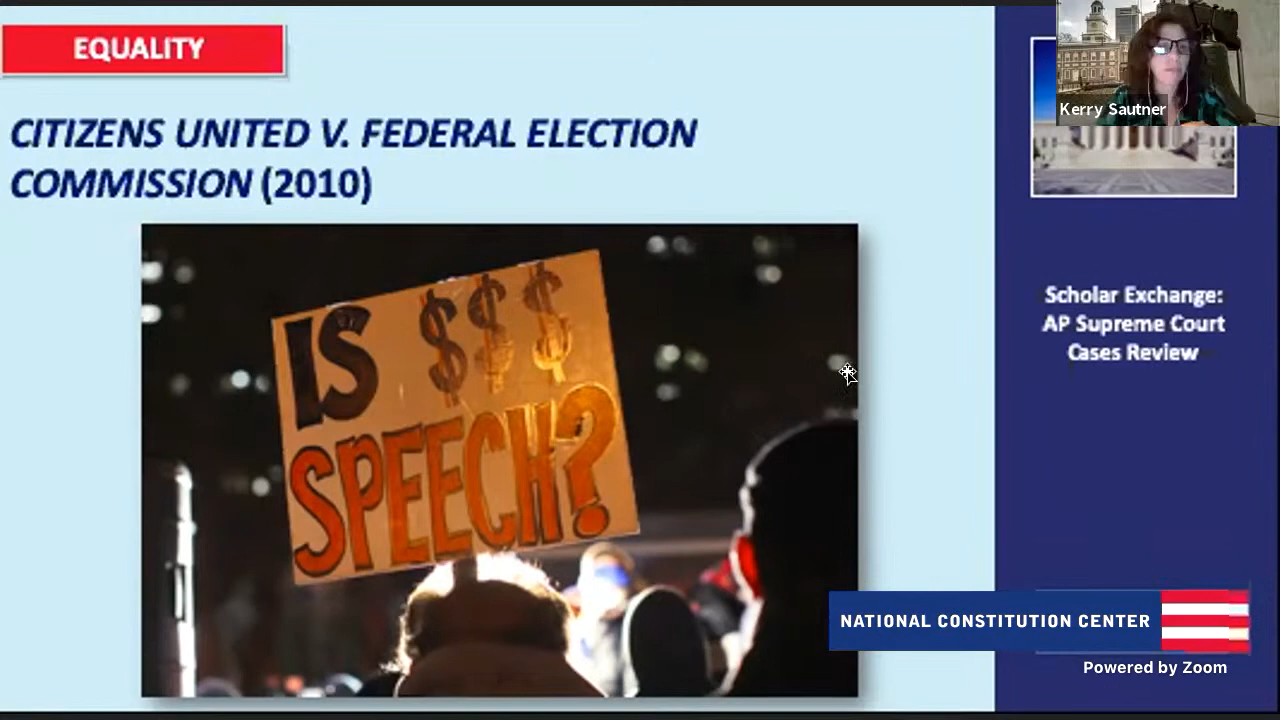 EQUALITY
CITIZENS UNITED V. FEDERAL ELECTION
COMMISSION (2010)
IS $$$
SPEECH?
Kerry Sautner
Scholar Exchange:
AP Supreme Court
Cases Review
NATIONAL CONSTITUTION CENTER
Powered by Zoom